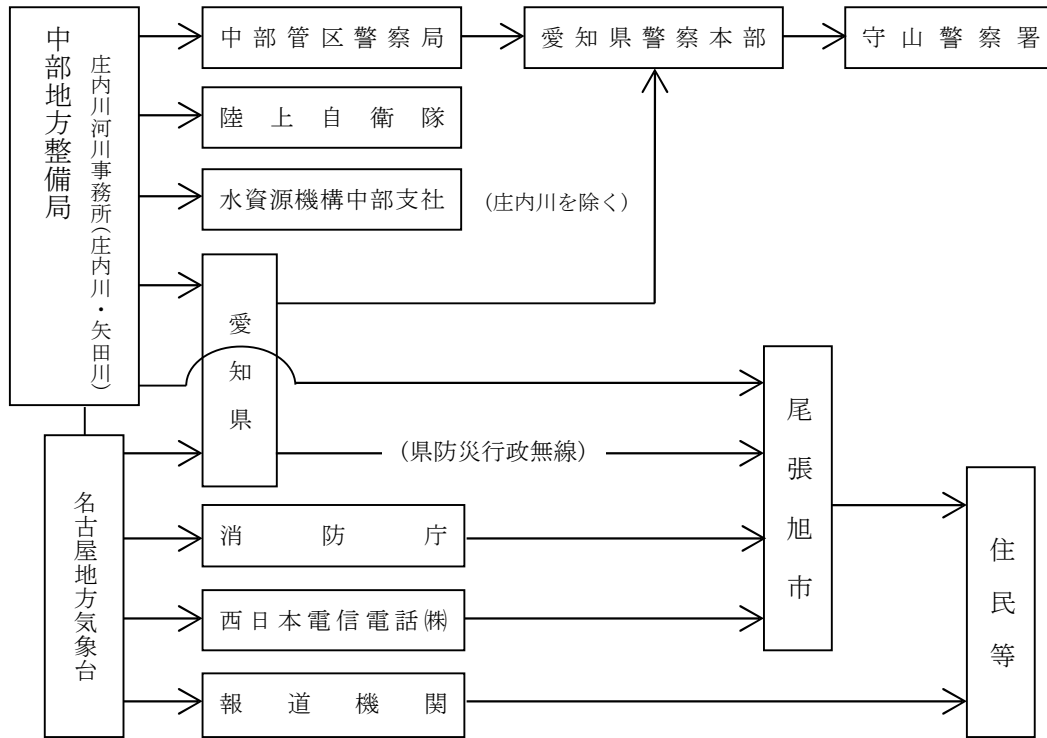 中部地方整備局
庄内川河川事務所(庄内川・矢田川)
中部管区警察局
愛知県警察本部
守山警察署
陸上自衛隊
水資源機構中部支社
(庄内川を除く)
愛知県
(県防災行政無線)
尾張旭市
名古屋地方気象台
消防庁
西日本電信電話㈱
報道機関
住民等